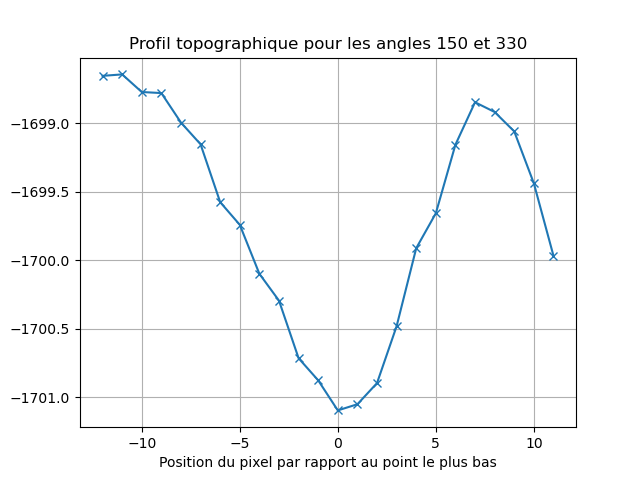 Profil topographique pour les angles 150 et 330
−1699.0
−1699.5
−1700.0
−1700.5
−1701.0
−10 −5 0 5 10
Position du pixel par rapport au point le plus bas